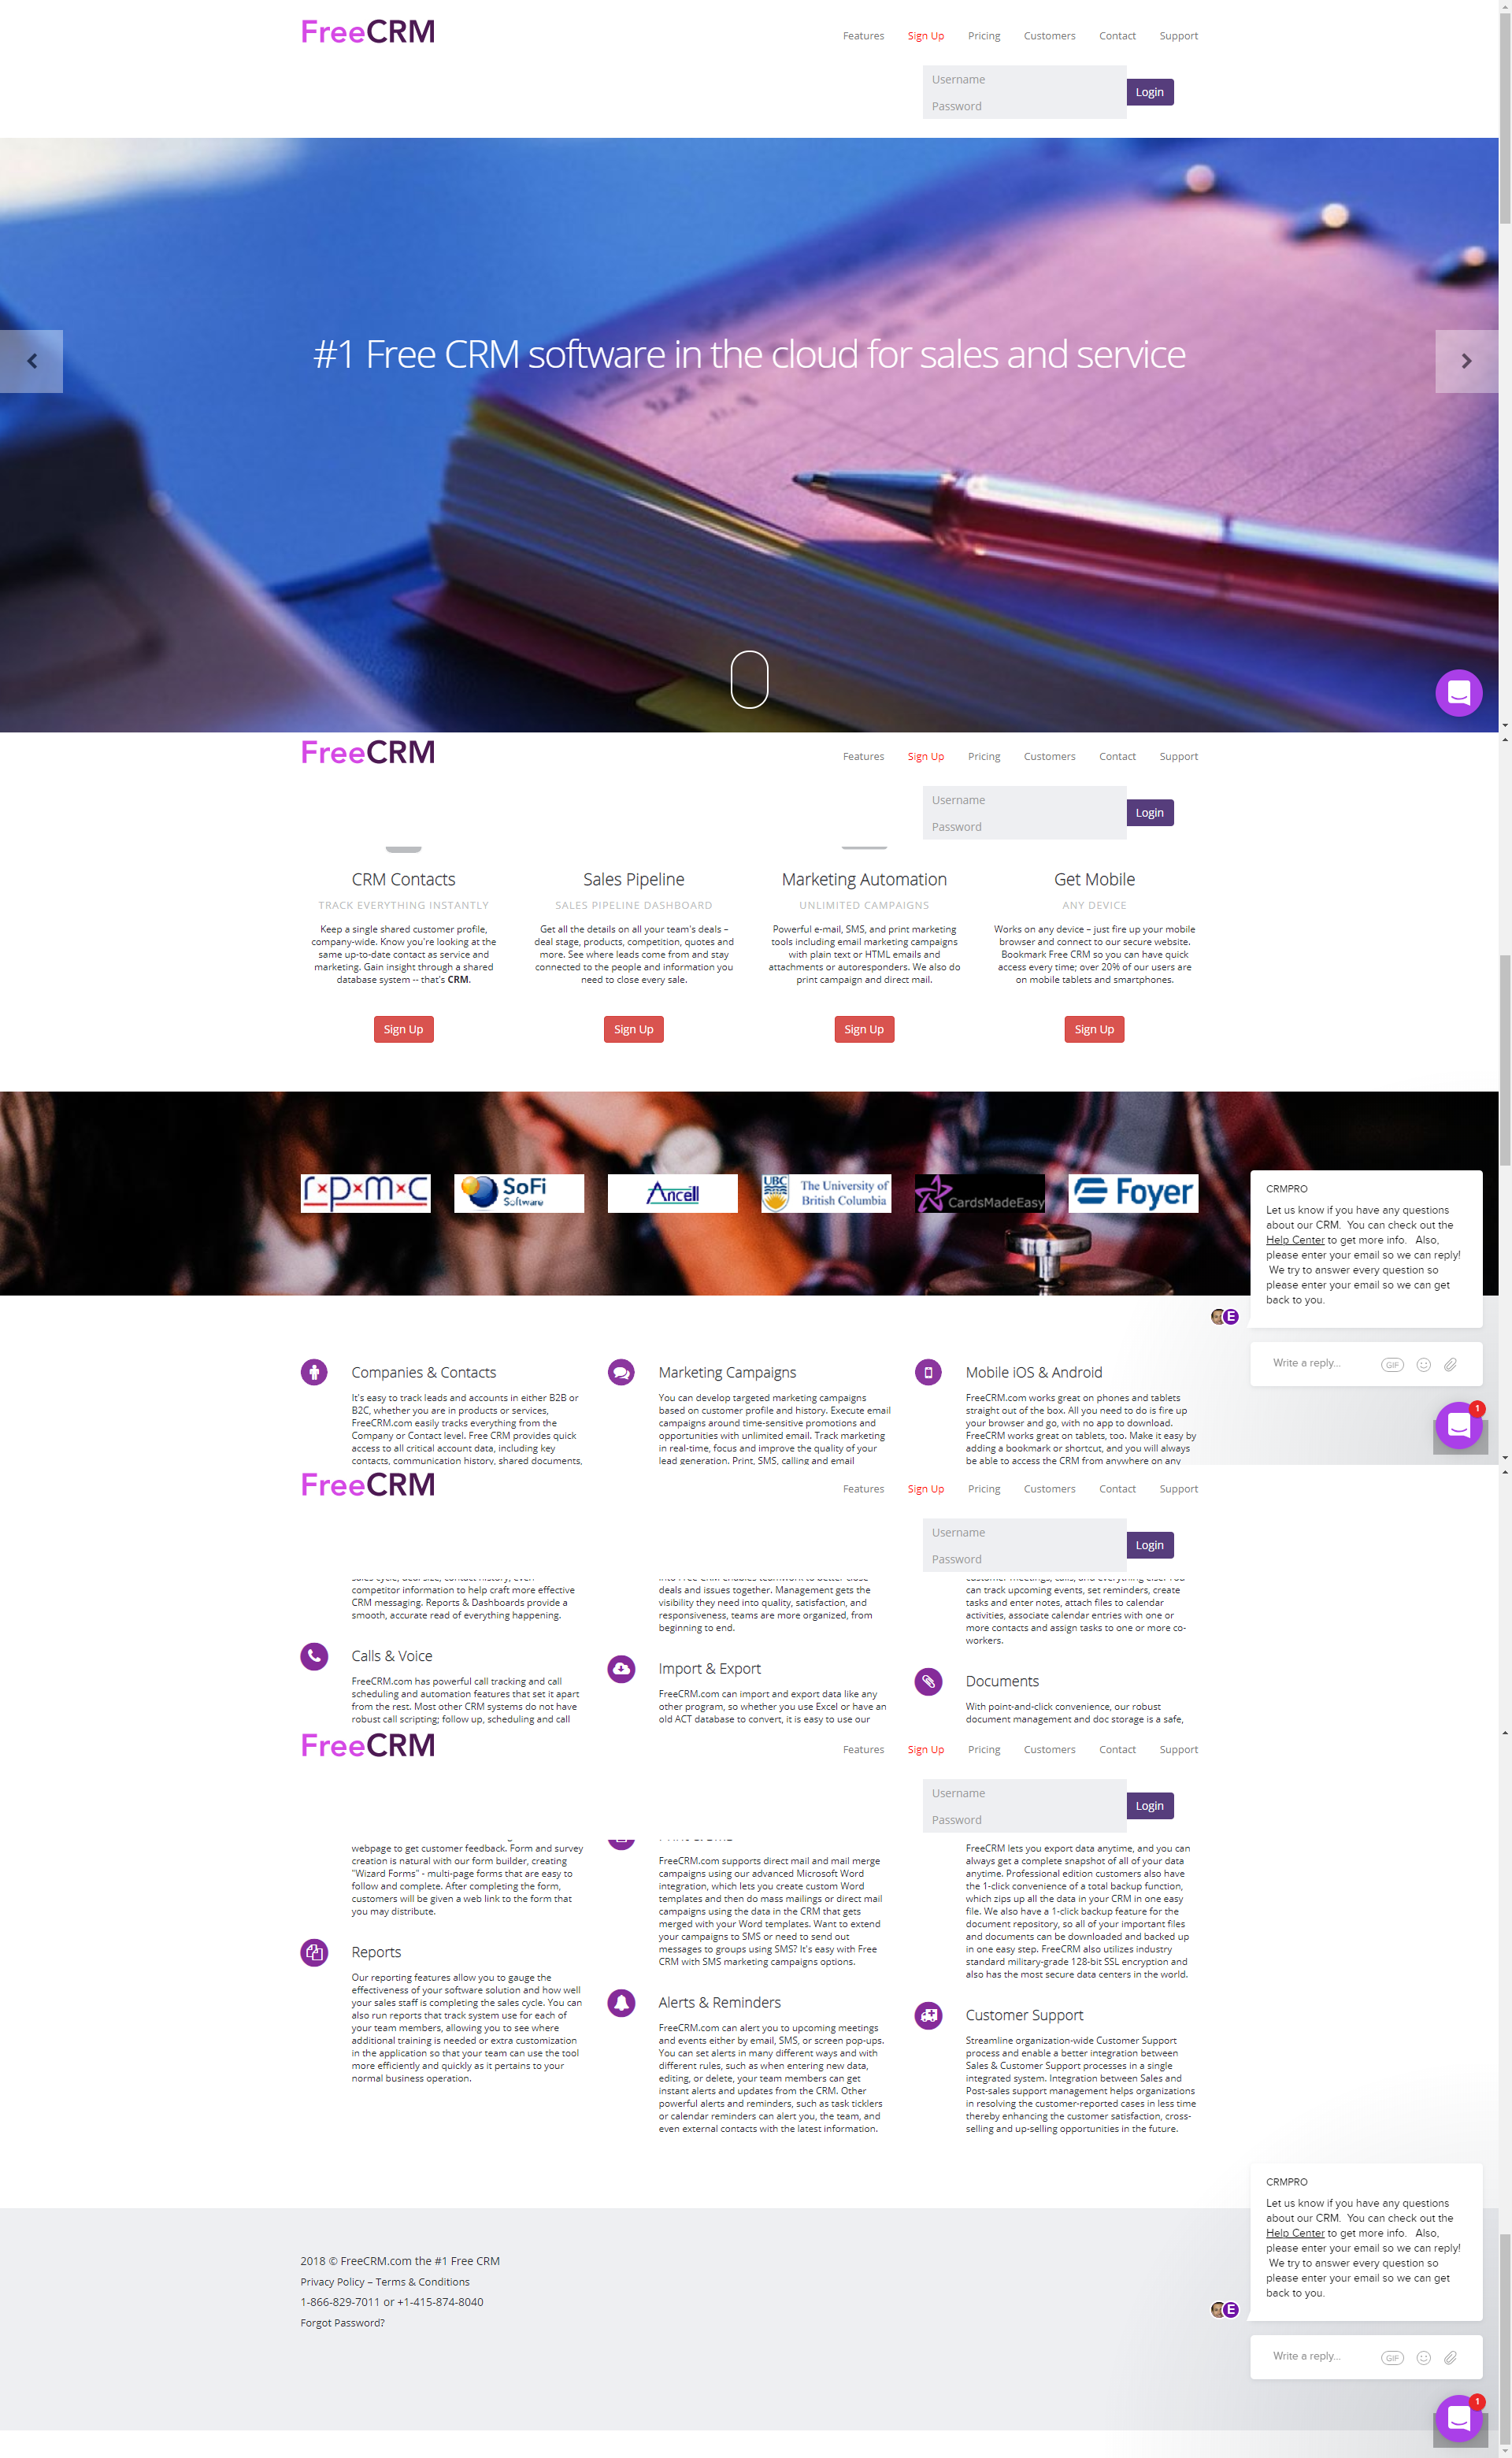 FreeCRM
Features Sign Up Pricing Customers Contact Support
Username
Password
Login
#1 Free CRM software in the cloud for sales and service
FreeCRM
Features Sign Up Pricing Customers Contact Support
Username
Password
Login
CRM Contacts
TRACK EVERYTHING INSTANTLY
Keep a single shared customer profile,
company-wide. Know you're looking at the
same up-to-date contact as service and
marketing. Gain insight through a shared
database system -- that's CRM.
Sign Up
Sales Pipeline
SALES PIPELINE DASHBOARD
Get all the details on all your team's deals –
deal stage, products, competition, quotes and
more. See where leads come from and stay
connected to the people and information you
need to close every sale.
Sign Up
Marketing Automation
UNLIMITED CAMPAIGNS
Powerful e-mail, SMS, and print marketing
tools including email marketing campaigns
with plain text or HTML emails and
attachments or autoresponders. We also do
print campaign and direct mail.
Sign Up
Get Mobile
ANY DEVICE
Works on any device – just fire up your mobile
browser and connect to our secure website.
Bookmark Free CRM so you can have quick
access every time; over 20% of our users are
on mobile tablets and smartphones.
Sign Up
r×p×m×c
SoFi
Software
Ancell
UBC
The University of
British Columbia
CardsMadeEasy
Foyer
CRMPRO
Let us know if you have any questions
about our CRM. You can check out the
Help Center to get more info. Also,
please enter your email so we can reply!
We try to answer every question so
please enter your email so we can get
back to you.
E
Write a reply...
GIF
1
Companies & Contacts
It's easy to track leads and accounts in either B2B or
B2C, whether you are in products or services,
FreeCRM.com easily tracks everything from the
Company or Contact level. Free CRM provides quick
access to all critical account data, including key
contacts, communication history, shared documents,
Marketing Campaigns
You can develop targeted marketing campaigns
based on customer profile and history. Execute email
campaigns around time-sensitive promotions and
opportunities with unlimited email. Track marketing
in real-time, focus and improve the quality of your
lead generation. Print, SMS, calling and email
Mobile iOS & Android
FreeCRM.com works great on phones and tablets
straight out of the box. All you need to do is fire up
your browser and go, with no app to download.
FreeCRM works great on tablets, too. Make it easy by
adding a bookmark or shortcut, and you will always
be able to access the CRM from anywhere on any
FreeCRM
Features Sign Up Pricing Customers Contact Support
Username
Password
Login
competitor information to help craft more effective
CRM messaging. Reports & Dashboards provide a
smooth, accurate read of everything happening.
Calls & Voice
FreeCRM.com has powerful call tracking and call
scheduling and automation features that set it apart
from the rest. Most other CRM systems do not have
robust call scripting; follow up, scheduling and call
deals and issues together. Management gets the
visibility they need into quality, satisfaction, and
responsiveness, teams are more organized, from
beginning to end.
Import & Export
FreeCRM.com can import and export data like any
other program, so whether you use Excel or have an
old ACT database to convert, it is easy to use our
can track upcoming events, set reminders, create
tasks and enter notes, attach files to calendar
activities, associate calendar entries with one or
more contacts and assign tasks to one or more co-
workers.
Documents
With point-and-click convenience, our robust
document management and doc storage is a safe,
FreeCRM
Features Sign Up Pricing Customers Contact Support
Username
Password
Login
webpage to get customer feedback. Form and survey
creation is natural with our form builder, creating
"Wizard Forms" - multi-page forms that are easy to
follow and complete. After completing the form,
customers will be given a web link to the form that
you may distribute.
Reports
Our reporting features allow you to gauge the
effectiveness of your software solution and how well
your sales staff is completing the sales cycle. You can
also run reports that track system use for each of
your team members, allowing you to see where
additional training is needed or extra customization
in the application so that your team can use the tool
more efficiently and quickly as it pertains to your
normal business operation.
FreeCRM.com supports direct mail and mail merge
campaigns using our advanced Microsoft Word
integration, which lets you create custom Word
templates and then do mass mailings or direct mail
campaigns using the data in the CRM that gets
merged with your Word templates. Want to extend
your campaigns to SMS or need to send out
messages to groups using SMS? It's easy with Free
CRM with SMS marketing campaigns options.
Alerts & Reminders
FreeCRM.com can alert you to upcoming meetings
and events either by email, SMS, or screen pop-ups.
You can set alerts in many different ways and with
different rules, such as when entering new data,
editing, or delete, your team members can get
instant alerts and updates from the CRM. Other
powerful alerts and reminders, such as task ticklers
or calendar reminders can alert you, the team, and
even external contacts with the latest information.
FreeCRM lets you export data anytime, and you can
always get a complete snapshot of all of your data
anytime. Professional edition customers also have
the 1-click convenience of a total backup function,
which zips up all the data in your CRM in one easy
file. We also have a 1-click backup feature for the
document repository, so all of your important files
and documents can be downloaded and backed up
in one easy step. FreeCRM also utilizes industry
standard military-grade 128-bit SSL encryption and
also has the most secure data centers in the world.
Customer Support
Streamline organization-wide Customer Support
process and enable a better integration between
Sales & Customer Support processes in a single
integrated system. Integration between Sales and
Post-sales support management helps organizations
in resolving the customer-reported cases in less time
thereby enhancing the customer satisfaction, cross-
selling and up-selling opportunities in the future.
CRMPRO
Let us know if you have any questions
about our CRM. You can check out the
Help Center to get more info. Also,
please enter your email so we can reply!
We try to answer every question so
please enter your email so we can get
back to you.
E
Write a reply...
GIF
1
2018 © FreeCRM.com the #1 Free CRM
Privacy Policy – Terms & Conditions
1-866-829-7011 or +1-415-874-8040
Forgot Password?